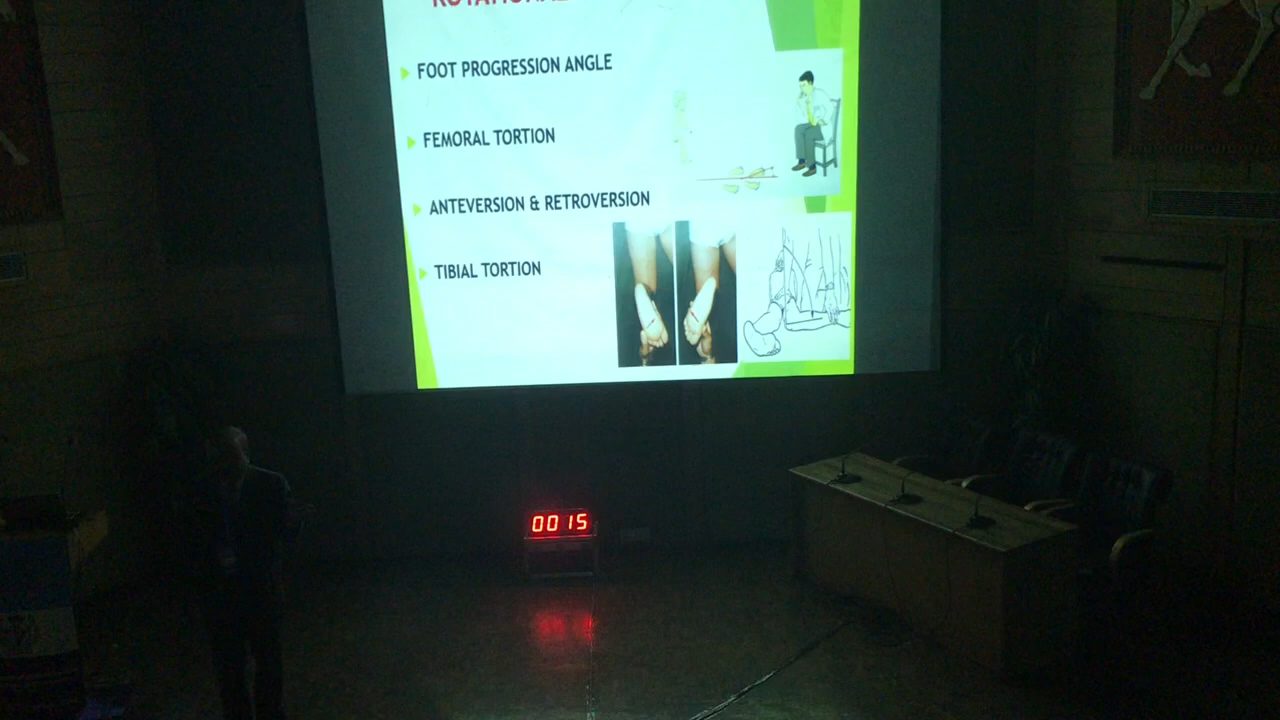 FOOT PROGRESSION ANGLE
FEMORAL TORTION
ANTEVERSION & RETROVERSION
TIBIAL TORTION
0015